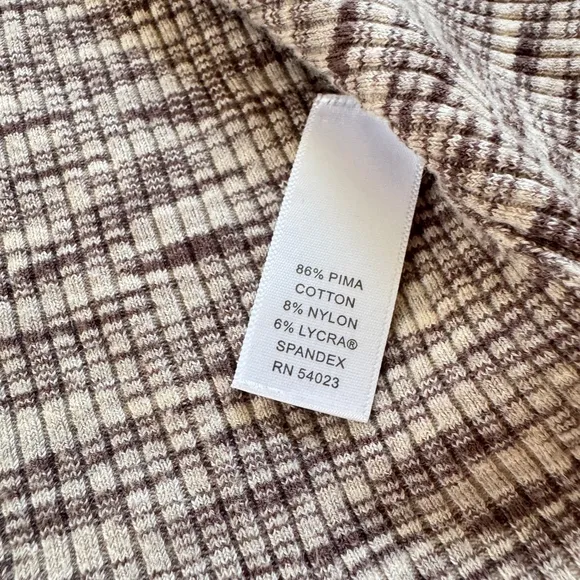 86% PIMA
COTTON
8% NYLON
6% LYCRA®
SPANDEX
RN 54023